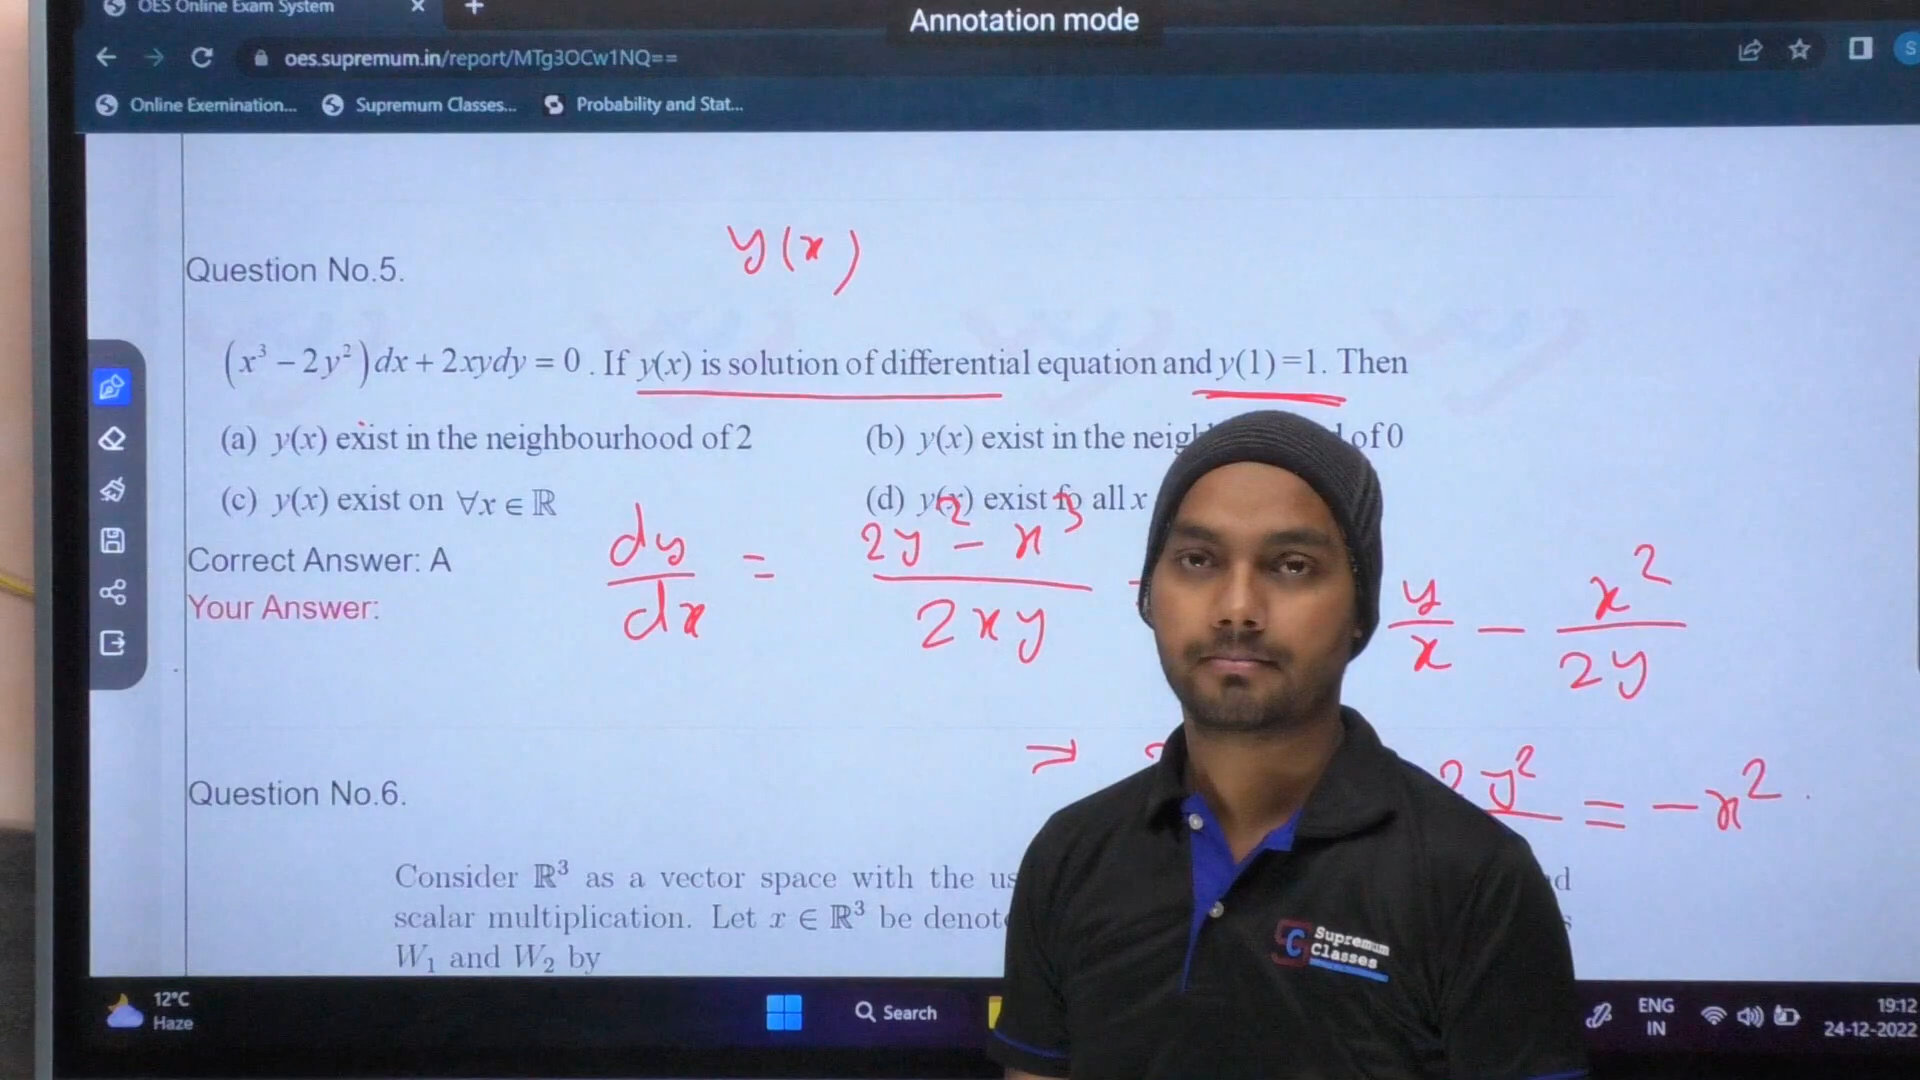 Annotation mode
OES Online Exam System
oes.supremum.in/report/MTg3OCw1NQ==
S
Online Exemination... Supremum Classes... Probability and Stat...
y(x)
Question No.5.
(x³ − 2y²)dx + 2xydy = 0 . If y(x) is solution of differential equation and y(1)=1. Then
(a) y(x) exist in the neighbourhood of 2 (b) y(x) exist in the of 0
(c) y(x) exist on ∀x ∈ ℝ (d) y(x) exist fo all x
dy/dx = (2y² − x³)/2xy y/x − x²/2y
Correct Answer: A
Your Answer:
⇒ 2y² = −x²
Question No.6.
Consider ℝ³ as a vector space with the
scalar multiplication. Let x ∈ ℝ³ be
W₁ and W₂ by
Supremum
Classes
12°C
Haze
Search
ENG
IN
19:12
24-12-2022